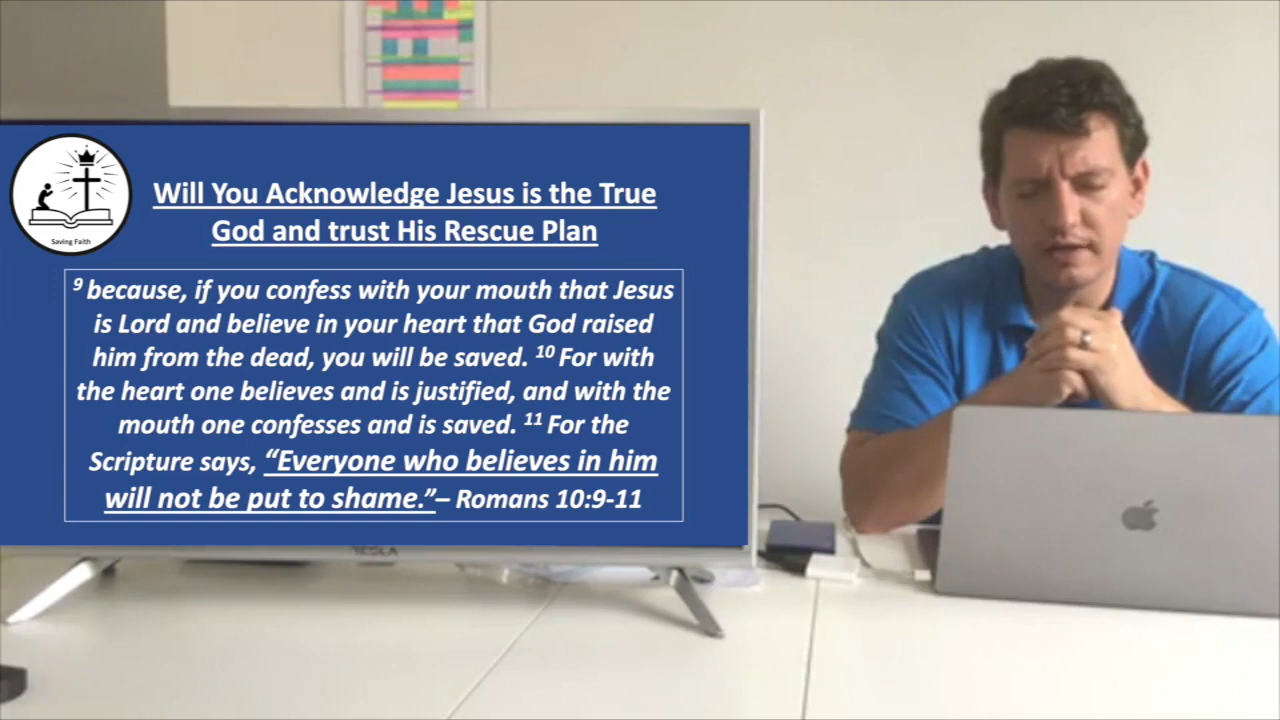 Will You Acknowledge Jesus is the True
God and trust His Rescue Plan
Saving Faith
9 because, if you confess with your mouth that Jesus
is Lord and believe in your heart that God raised
him from the dead, you will be saved. 10 For with
the heart one believes and is justified, and with the
mouth one confesses and is saved. 11 For the
Scripture says, “Everyone who believes in him
will not be put to shame.”– Romans 10:9-11
TESLA